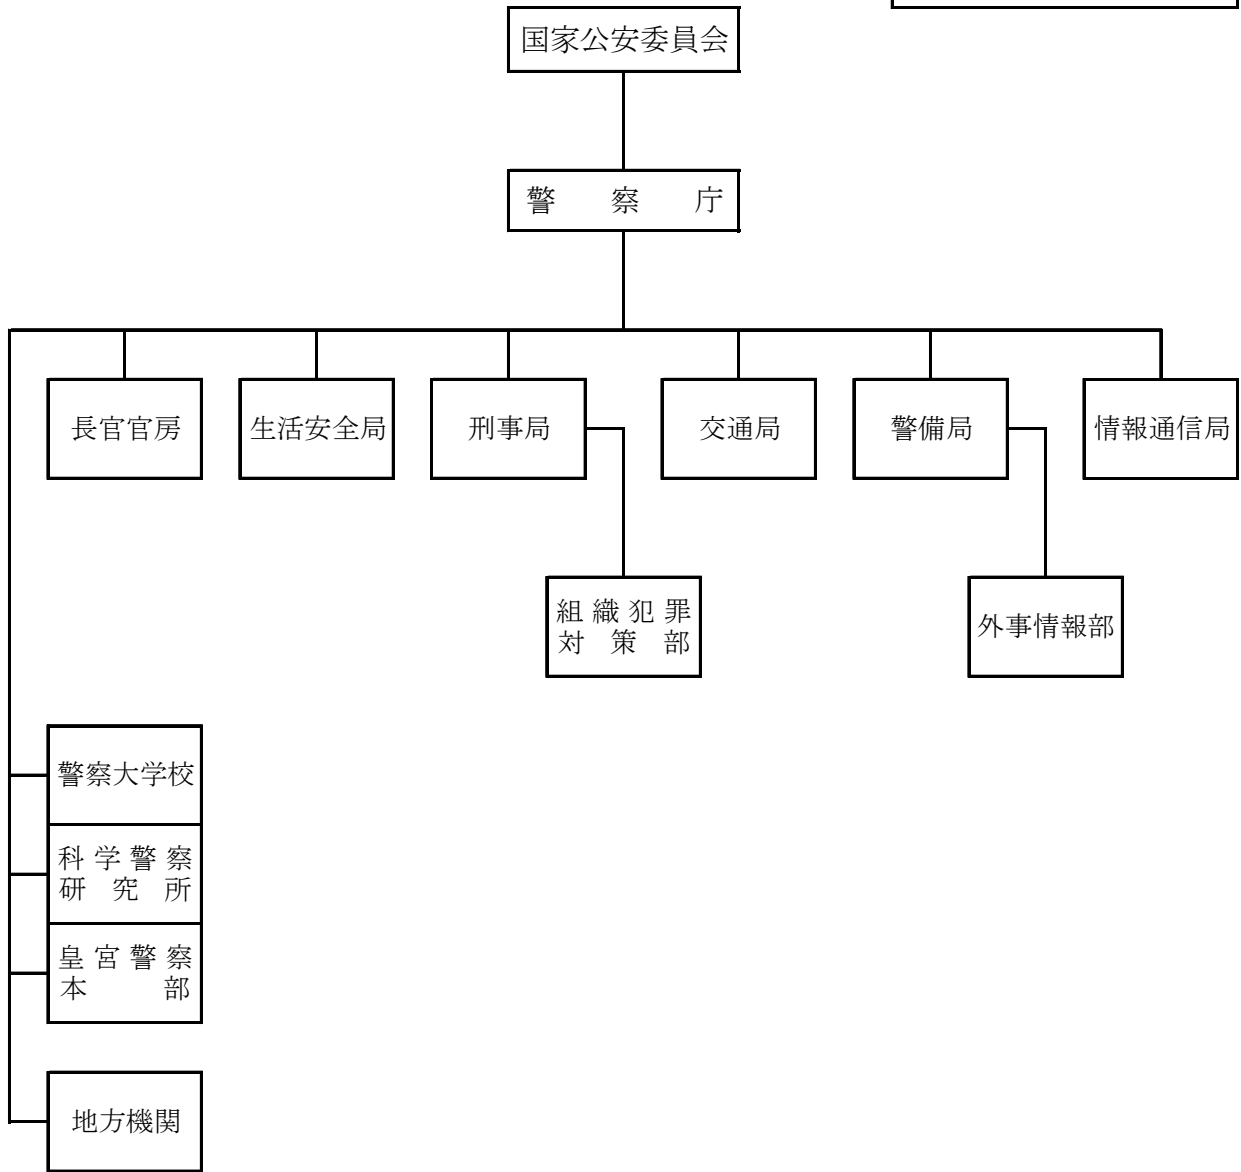 国家公安委員会
警察庁
長官官房
生活安全局
刑事局
交通局
警備局
情報通信局
組織犯罪
対策部
外事情報部
警察大学校
科学警察
研究所
皇宮警察
本部
地方機関